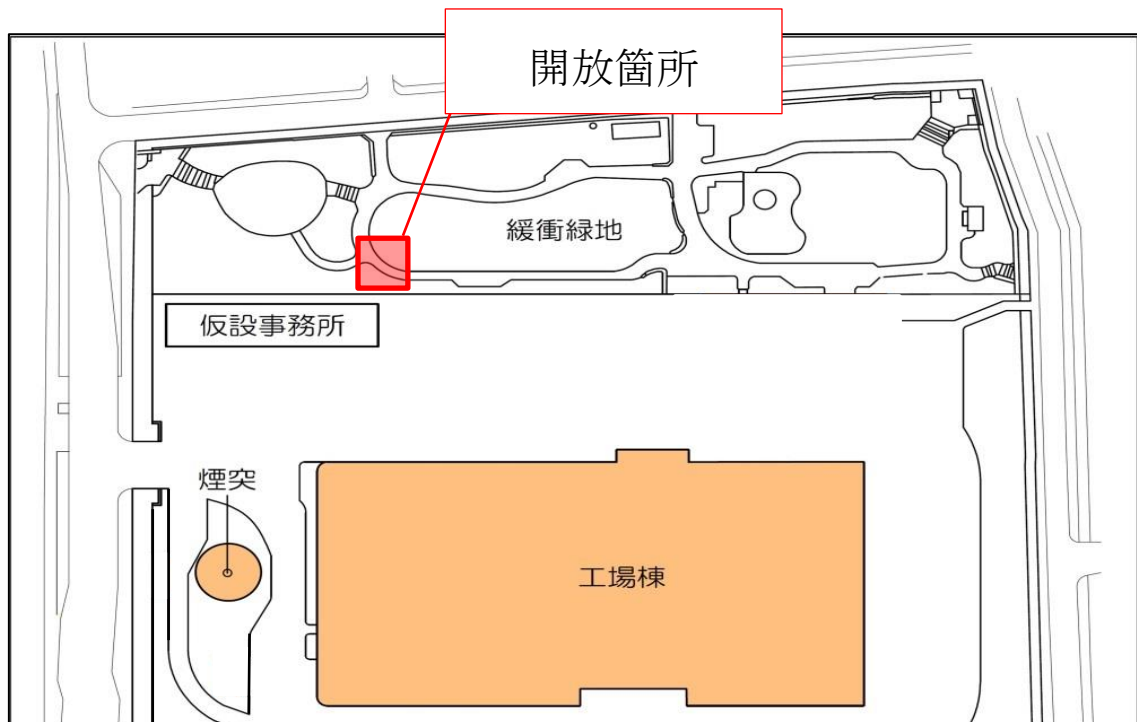 開放箇所
緩衝緑地
仮設事務所
煙突
工場棟